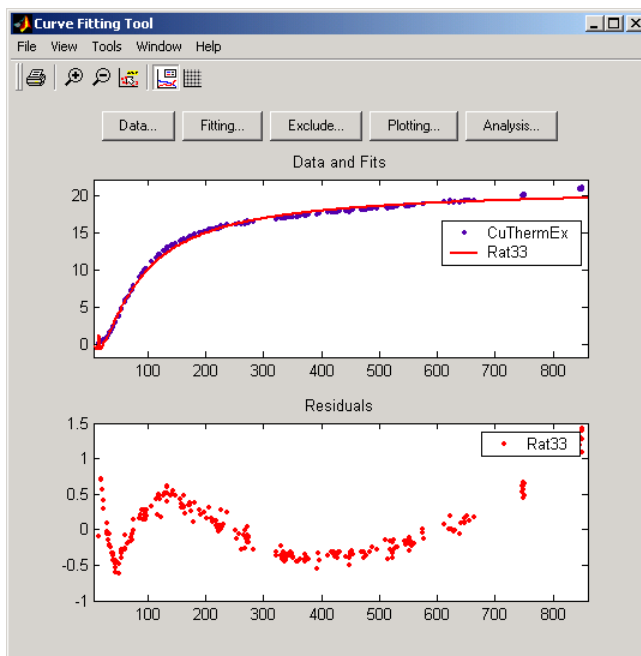 Curve Fitting Tool
File View Tools Window Help
Data... Fitting... Exclude... Plotting... Analysis...
Data and Fits
20
15
10
5
0
CuThermEx
Rat33
100 200 300 400 500 600 700 800
Residuals
1.5
1
0.5
0
-0.5
-1
Rat33
100 200 300 400 500 600 700 800